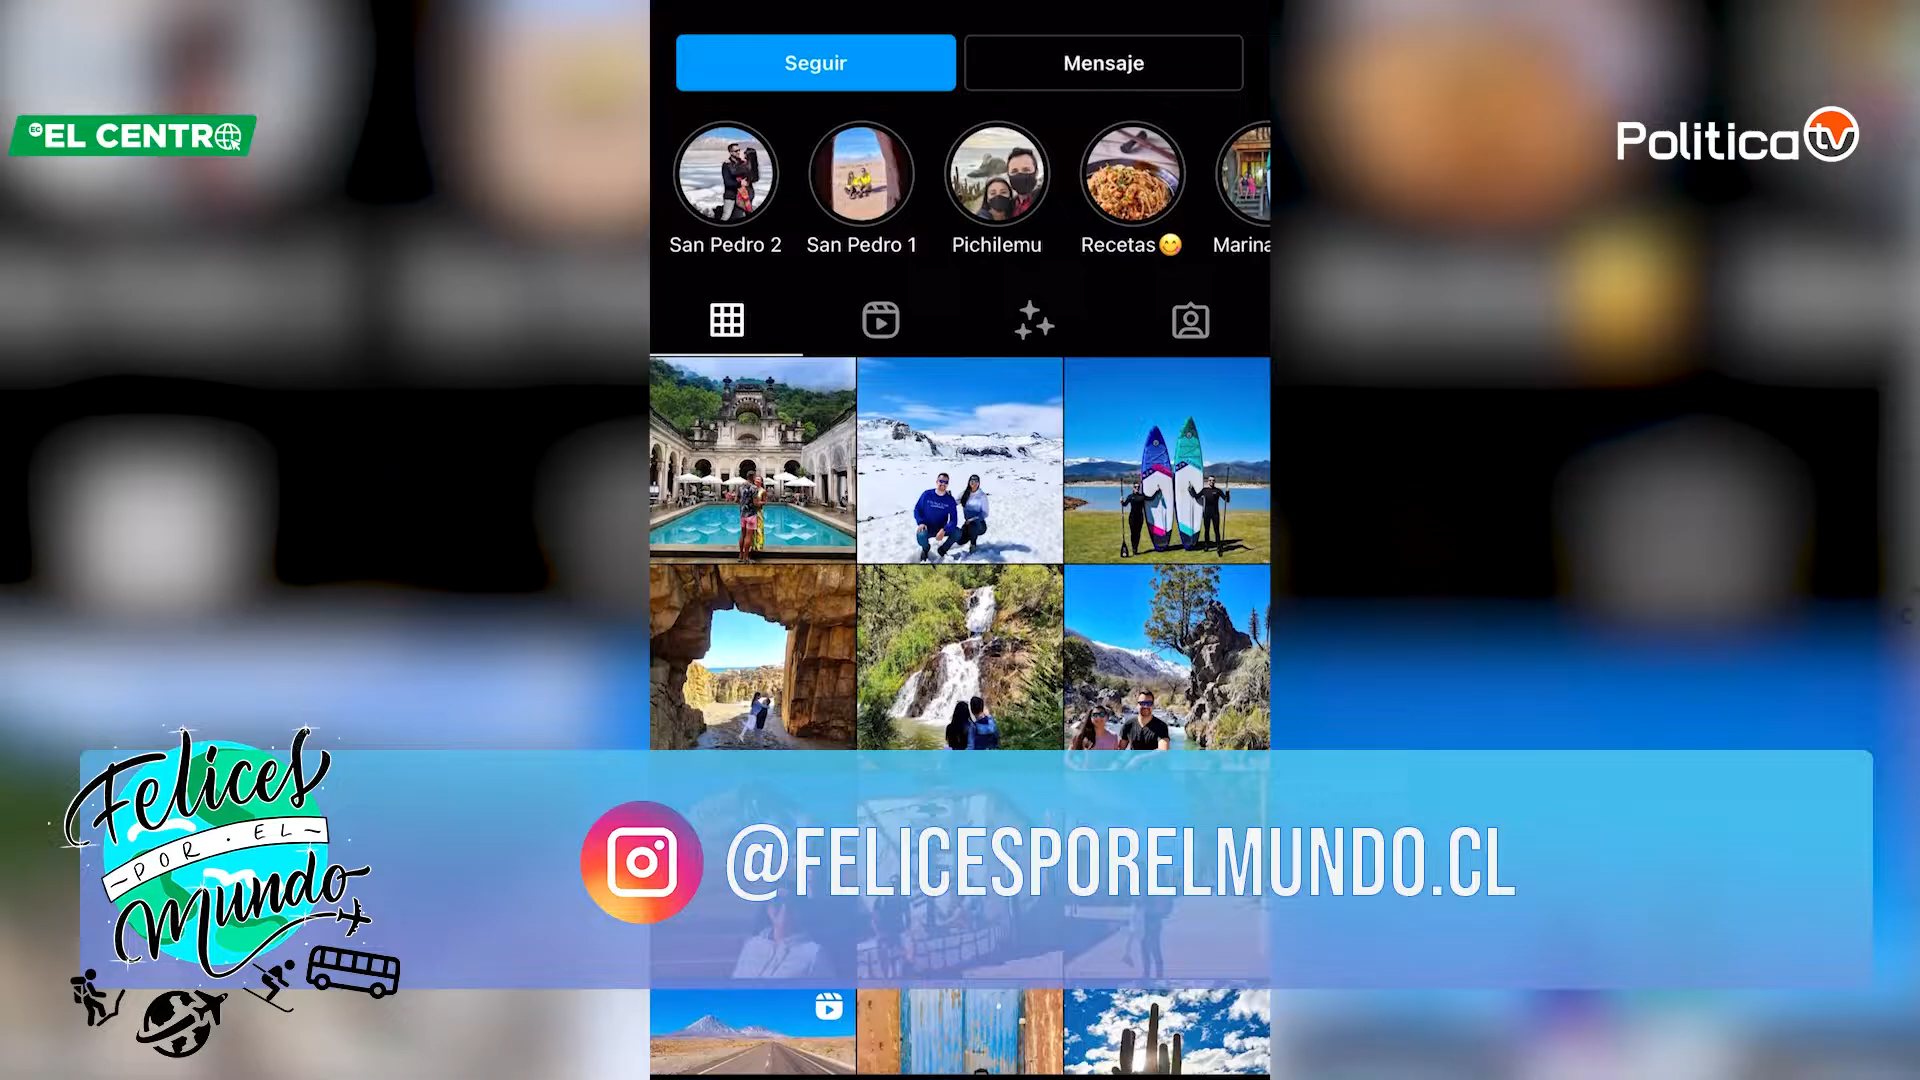 Seguir
Mensaje
EC EL CENTRO
Politica tv
San Pedro 2
San Pedro 1
Pichilemu
Recetas😋
Marina
Felices
POR.EL
Mundo
@FELICESPORELMUNDO.CL